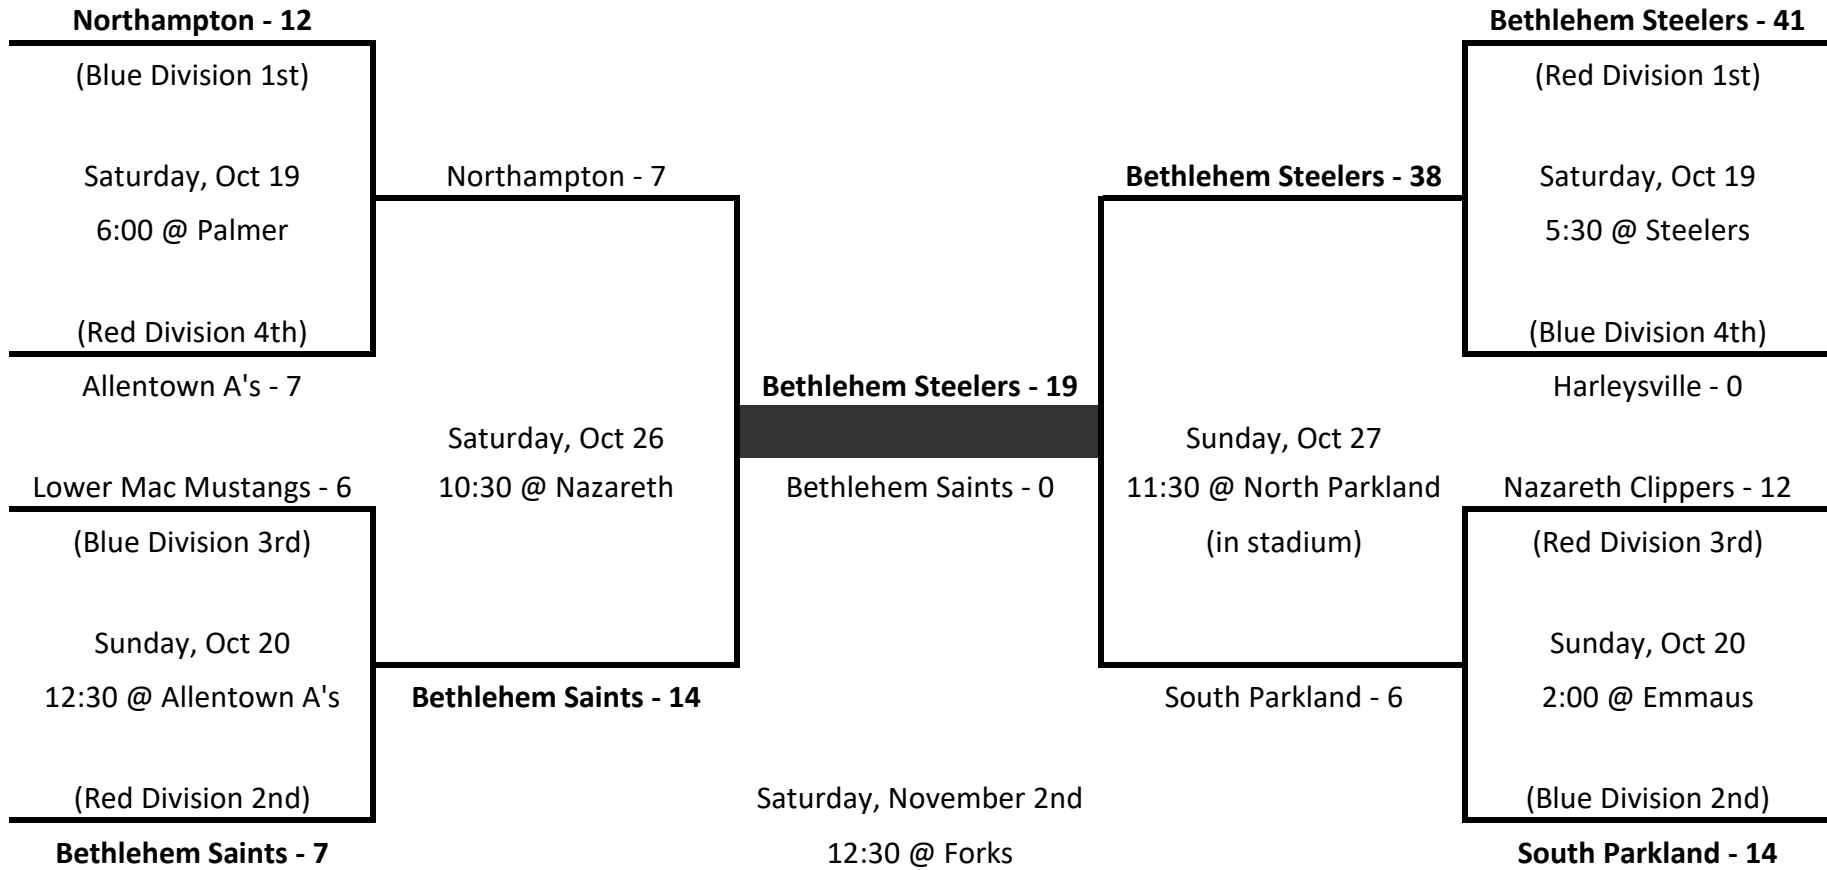 Northampton - 12
(Blue Division 1st)
Saturday, Oct 19
6:00 @ Palmer
(Red Division 4th)
Allentown A's - 7
Lower Mac Mustangs - 6
(Blue Division 3rd)
Sunday, Oct 20
12:30 @ Allentown A's
(Red Division 2nd)
Bethlehem Saints - 7
Northampton - 7
Saturday, Oct 26
10:30 @ Nazareth
Bethlehem Saints - 14
Bethlehem Steelers - 19
Bethlehem Saints - 0
Saturday, November 2nd
12:30 @ Forks
Bethlehem Steelers - 38
Sunday, Oct 27
11:30 @ North Parkland
(in stadium)
South Parkland - 6
Bethlehem Steelers - 41
(Red Division 1st)
Saturday, Oct 19
5:30 @ Steelers
(Blue Division 4th)
Harleysville - 0
Nazareth Clippers - 12
(Red Division 3rd)
Sunday, Oct 20
2:00 @ Emmaus
(Blue Division 2nd)
South Parkland - 14